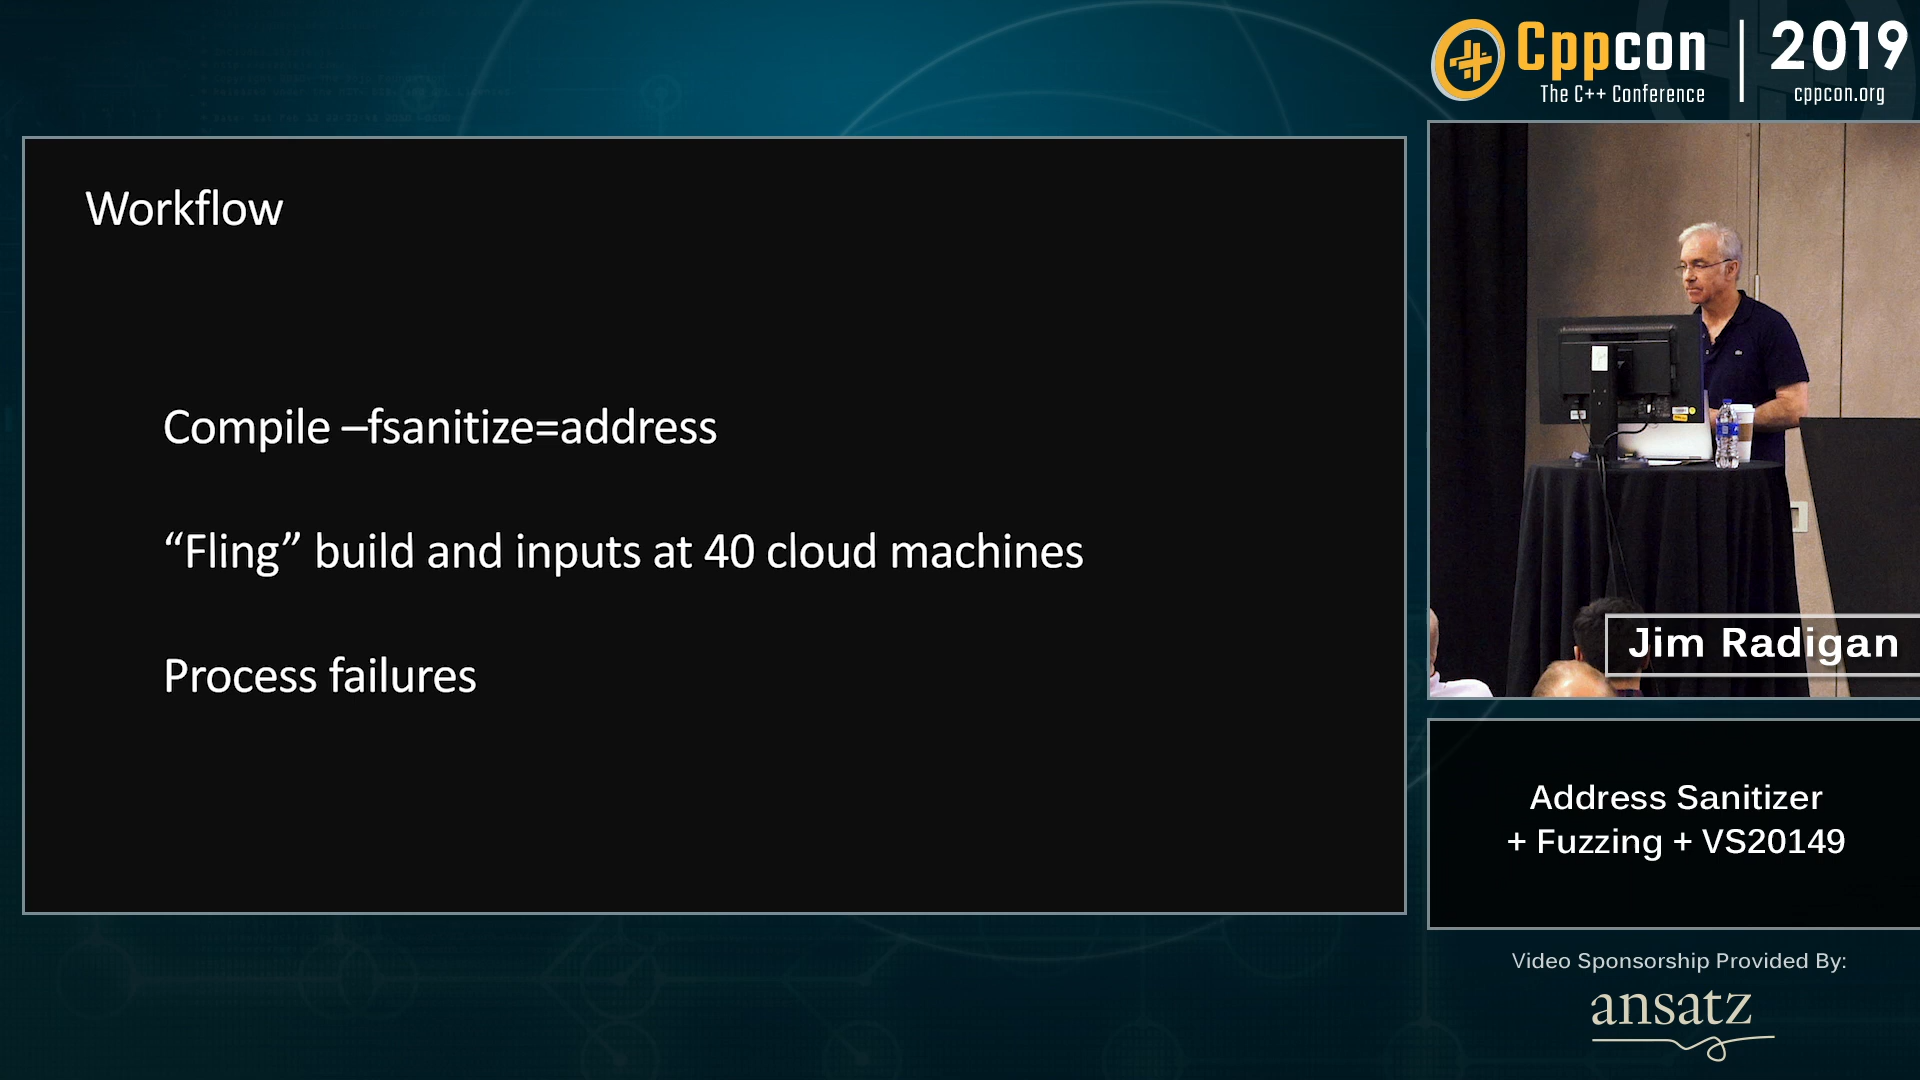 Cppcon
The C++ Conference
2019
cppcon.org
Workflow
Compile –fsanitize=address
“Fling” build and inputs at 40 cloud machines
Process failures
Jim Radigan
Address Sanitizer
+ Fuzzing + VS20149
Video Sponsorship Provided By:
ansatz